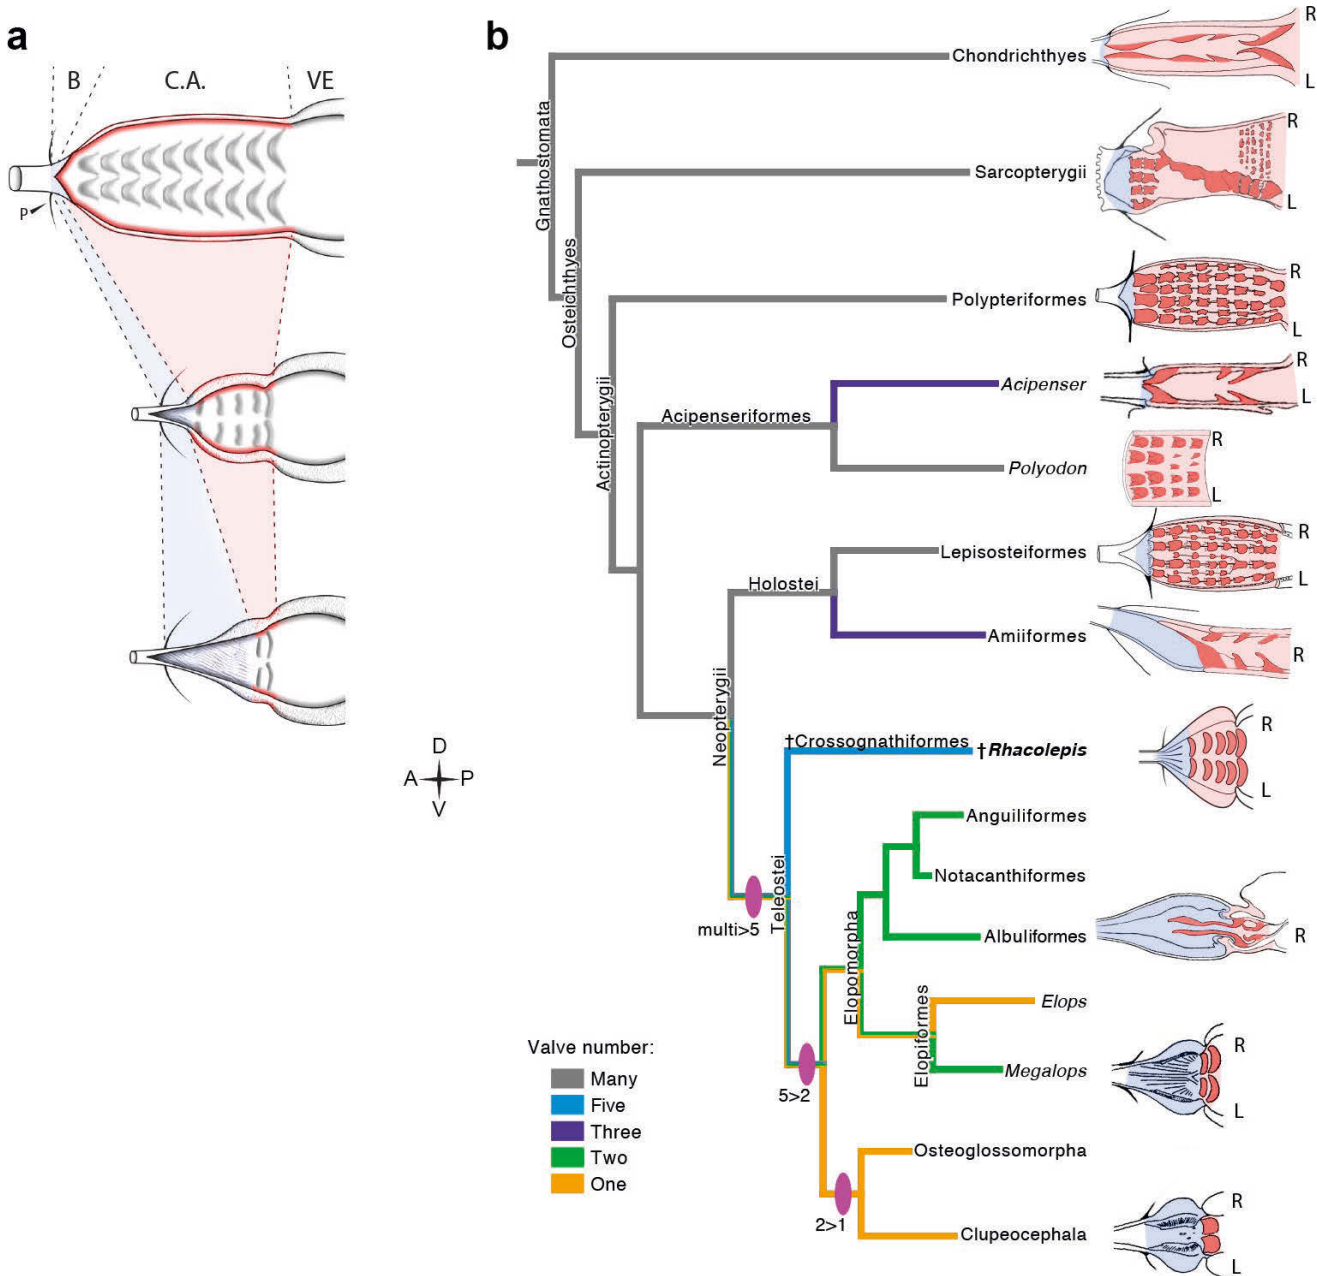 a
B C.A. VE
P
D
A P
V
b
Gnathostomata
Chondrichthyes
R
L
Osteichthyes
Sarcopterygii
R
L
Actinopterygii
Polypteriformes
R
L
Acipenseriformes
Acipenser
R
L
Polyodon
R
L
Neopterygii
Holostei
Lepisosteiformes
R
L
Amiiformes
R
multi>5
Teleostei
†Crossognathiformes
†Rhacolepis
R
L
5>2
Elopomorpha
Anguiliformes
Notacanthiformes
Albuliformes
R
Elopiformes
Elops
Megalops
R
L
2>1
Osteoglossomorpha
Clupeocephala
R
L
Valve number:
Many
Five
Three
Two
One